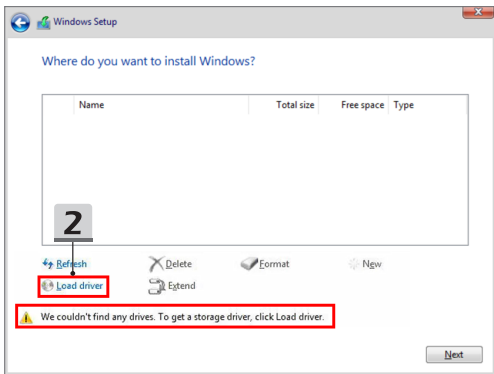 Windows Setup
Where do you want to install Windows?
Name Total size Free space Type
2
Refresh Delete Format New
Load driver Extend
We couldn't find any drives. To get a storage driver, click Load driver.
Next